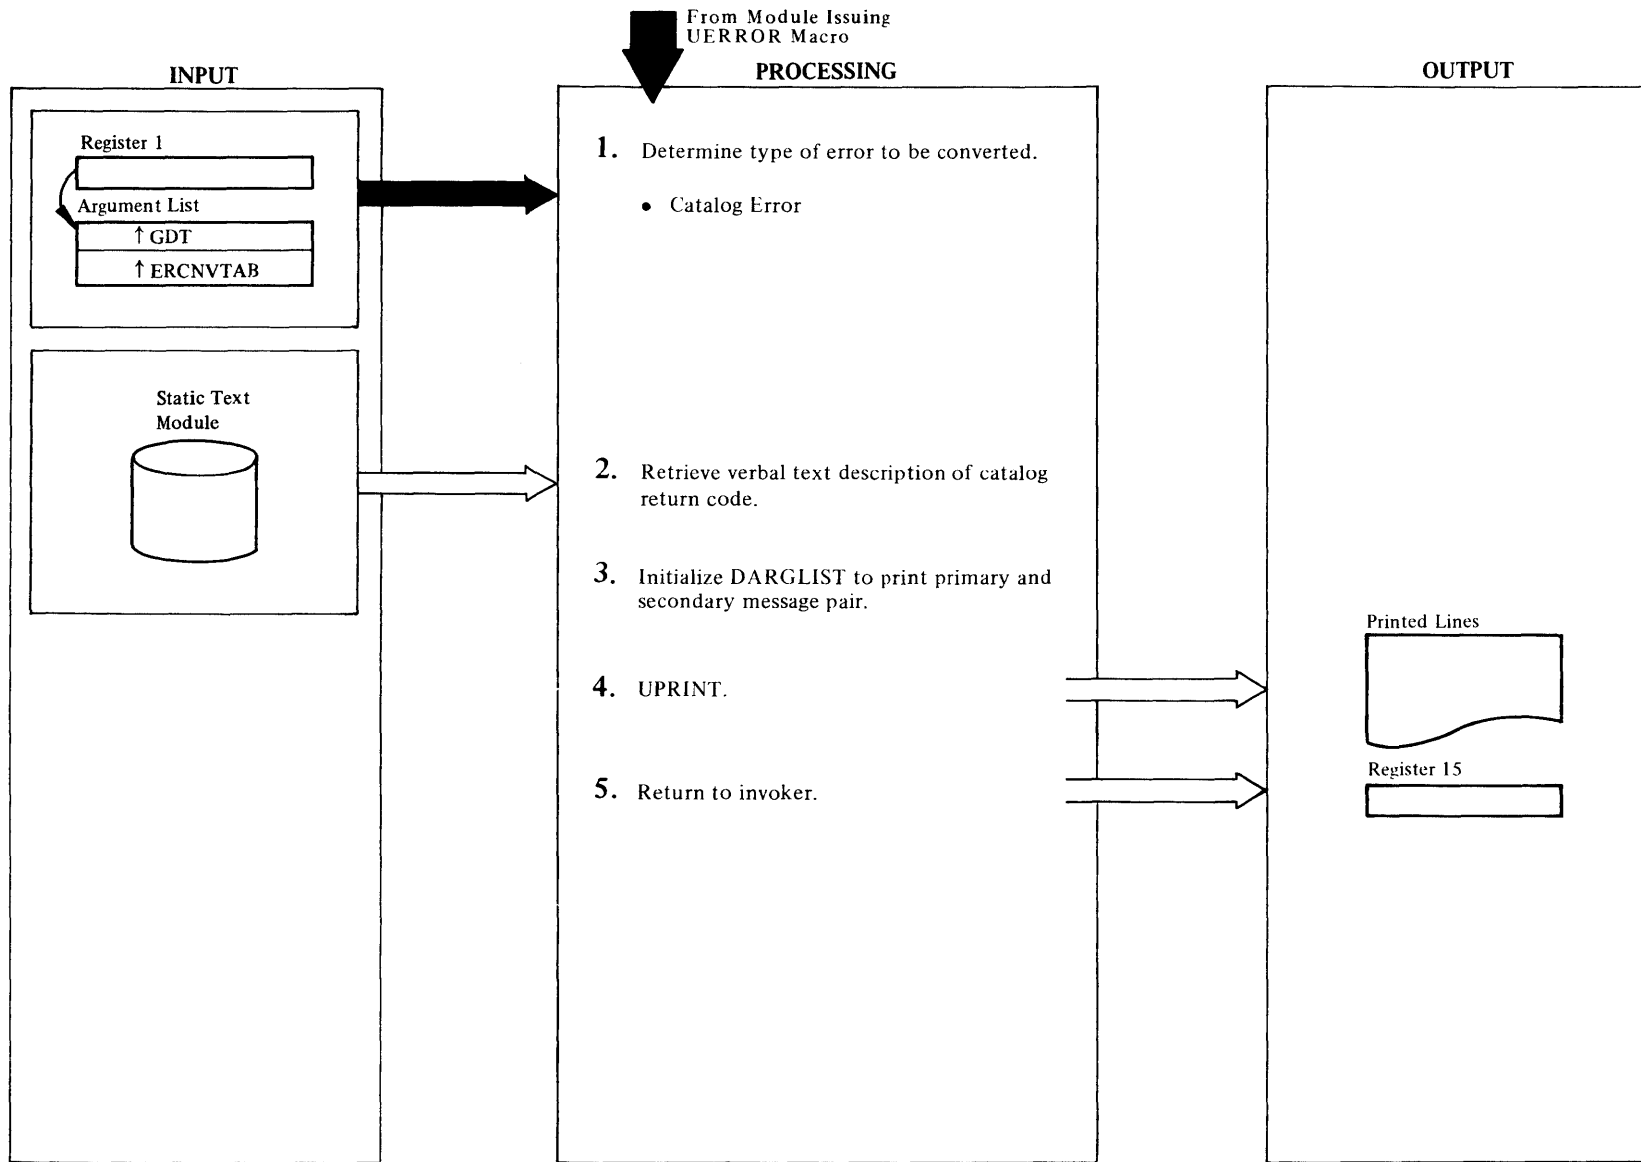 From Module Issuing
UERROR Macro
INPUT
PROCESSING
OUTPUT
Register 1
Argument List
↑ GDT
↑ ERCNVTAB
Static Text
Module
1. Determine type of error to be converted.
• Catalog Error
2. Retrieve verbal text description of catalog
return code.
3. Initialize DARGLIST to print primary and
secondary message pair.
4. UPRINT.
5. Return to invoker.
Printed Lines
Register 15